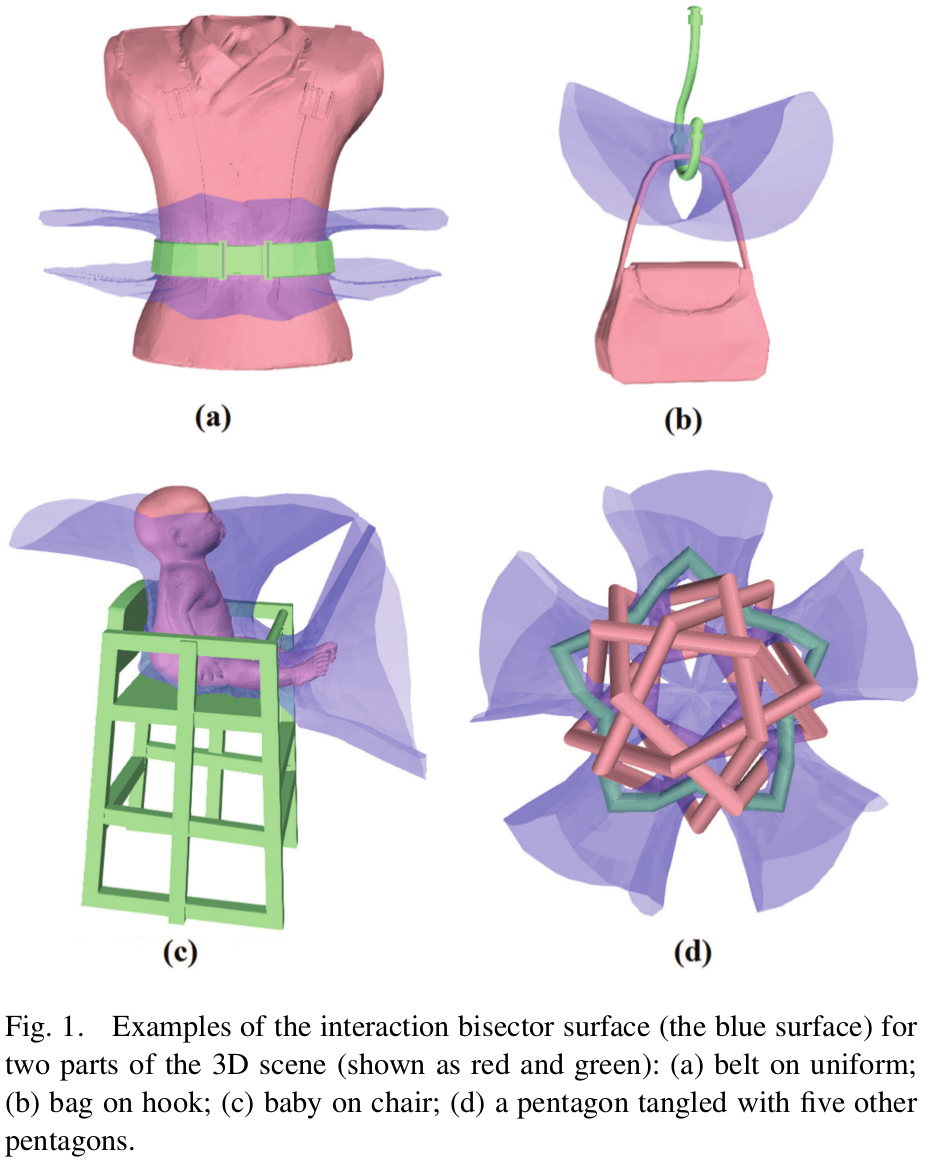 (a)
(b)
(c)
(d)
Fig. 1. Examples of the interaction bisector surface (the blue surface) for
two parts of the 3D scene (shown as red and green): (a) belt on uniform;
(b) bag on hook; (c) baby on chair; (d) a pentagon tangled with five other
pentagons.